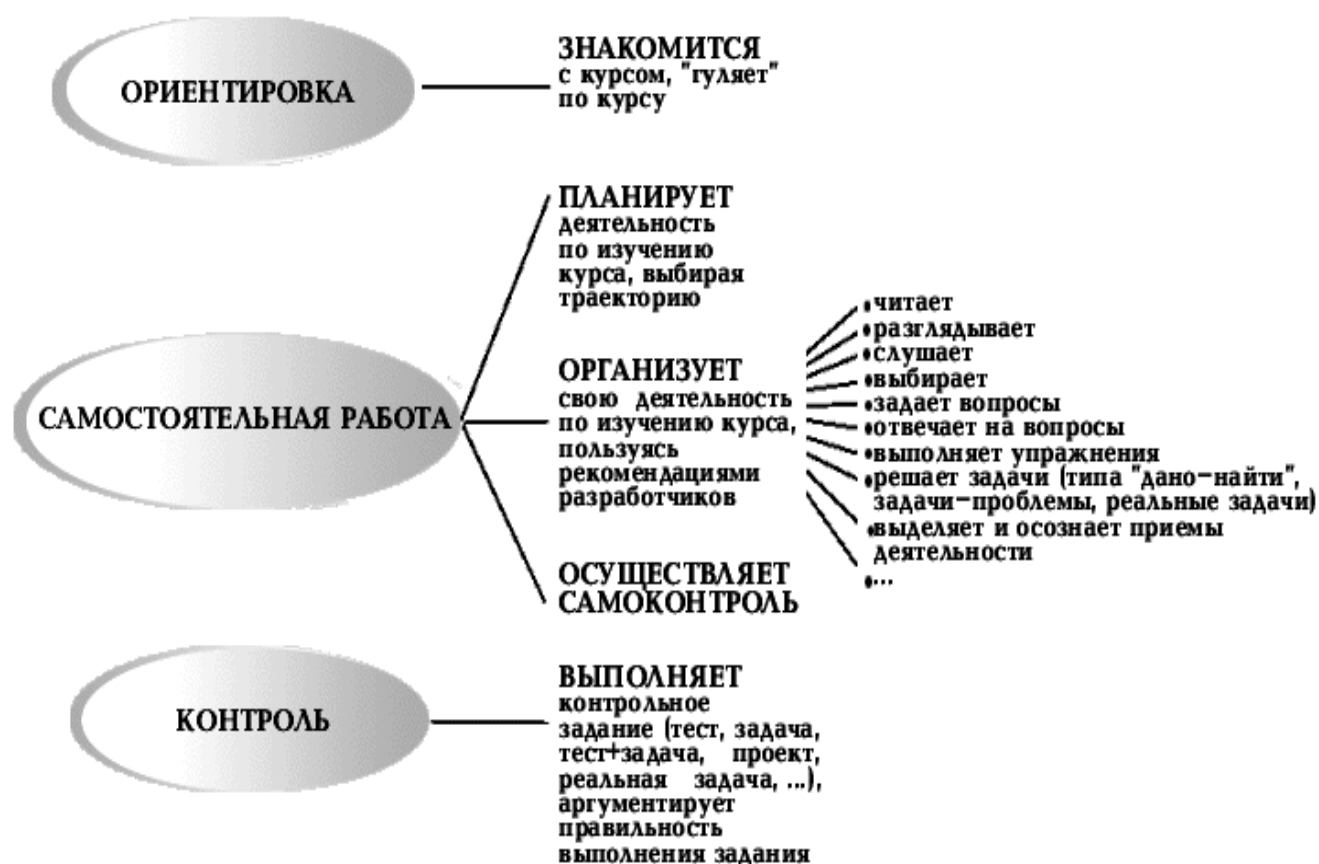 ОРИЕНТИРОВКА
ЗНАКОМИТСЯ
с курсом, "гуляет"
по курсу
САМОСТОЯТЕЛЬНАЯ РАБОТА
ПЛАНИРУЕТ
деятельность
по изучению
курса, выбирая
траекторию
ОРГАНИЗУЕТ
свою деятельность
по изучению курса,
пользуясь
рекомендациями
разработчиков
•читает
•разглядывает
•слушает
•выбирает
•задает вопросы
•отвечает на вопросы
•выполняет упражнения
•решает задачи (типа "дано-найти",
задачи-проблемы, реальные задачи)
•выделяет и осознает приемы
деятельности
•...
ОСУЩЕСТВЛЯЕТ
САМОКОНТРОЛЬ
КОНТРОЛЬ
ВЫПОЛНЯЕТ
контрольное
задание (тест, задача,
тест+задача, проект,
реальная задача, ...),
аргументирует
правильность
выполнения задания